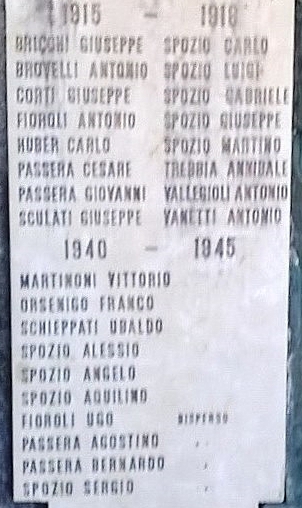 1915 - 1918
BRICCHI GIUSEPPE SPOZIO CARLO
BROVELLI ANTONIO SPOZIO LUIGI
CORTI GIUSEPPE SPOZIO GABRIELE
FIOROLI ANTONIO SPOZIO GIUSEPPE
HUBER CARLO SPOZIO MARTINO
PASSERA CESARE TREBBIA ANNIBALE
PASSERA GIOVANNI VALLEGIOLI ANTONIO
SCULATI GIUSEPPE VANETTI ANTONIO
1940 - 1945
MARTINONI VITTORIO
ORSENIGO FRANCO
SCHIEPPATI UBALDO
SPOZIO ALESSIO
SPOZIO ANGELO
SPOZIO AQUILINO
FIOROLI UGO DISPERSO
PASSERA AGOSTINO "
PASSERA BERNARDO "
SPOZIO SERGIO "